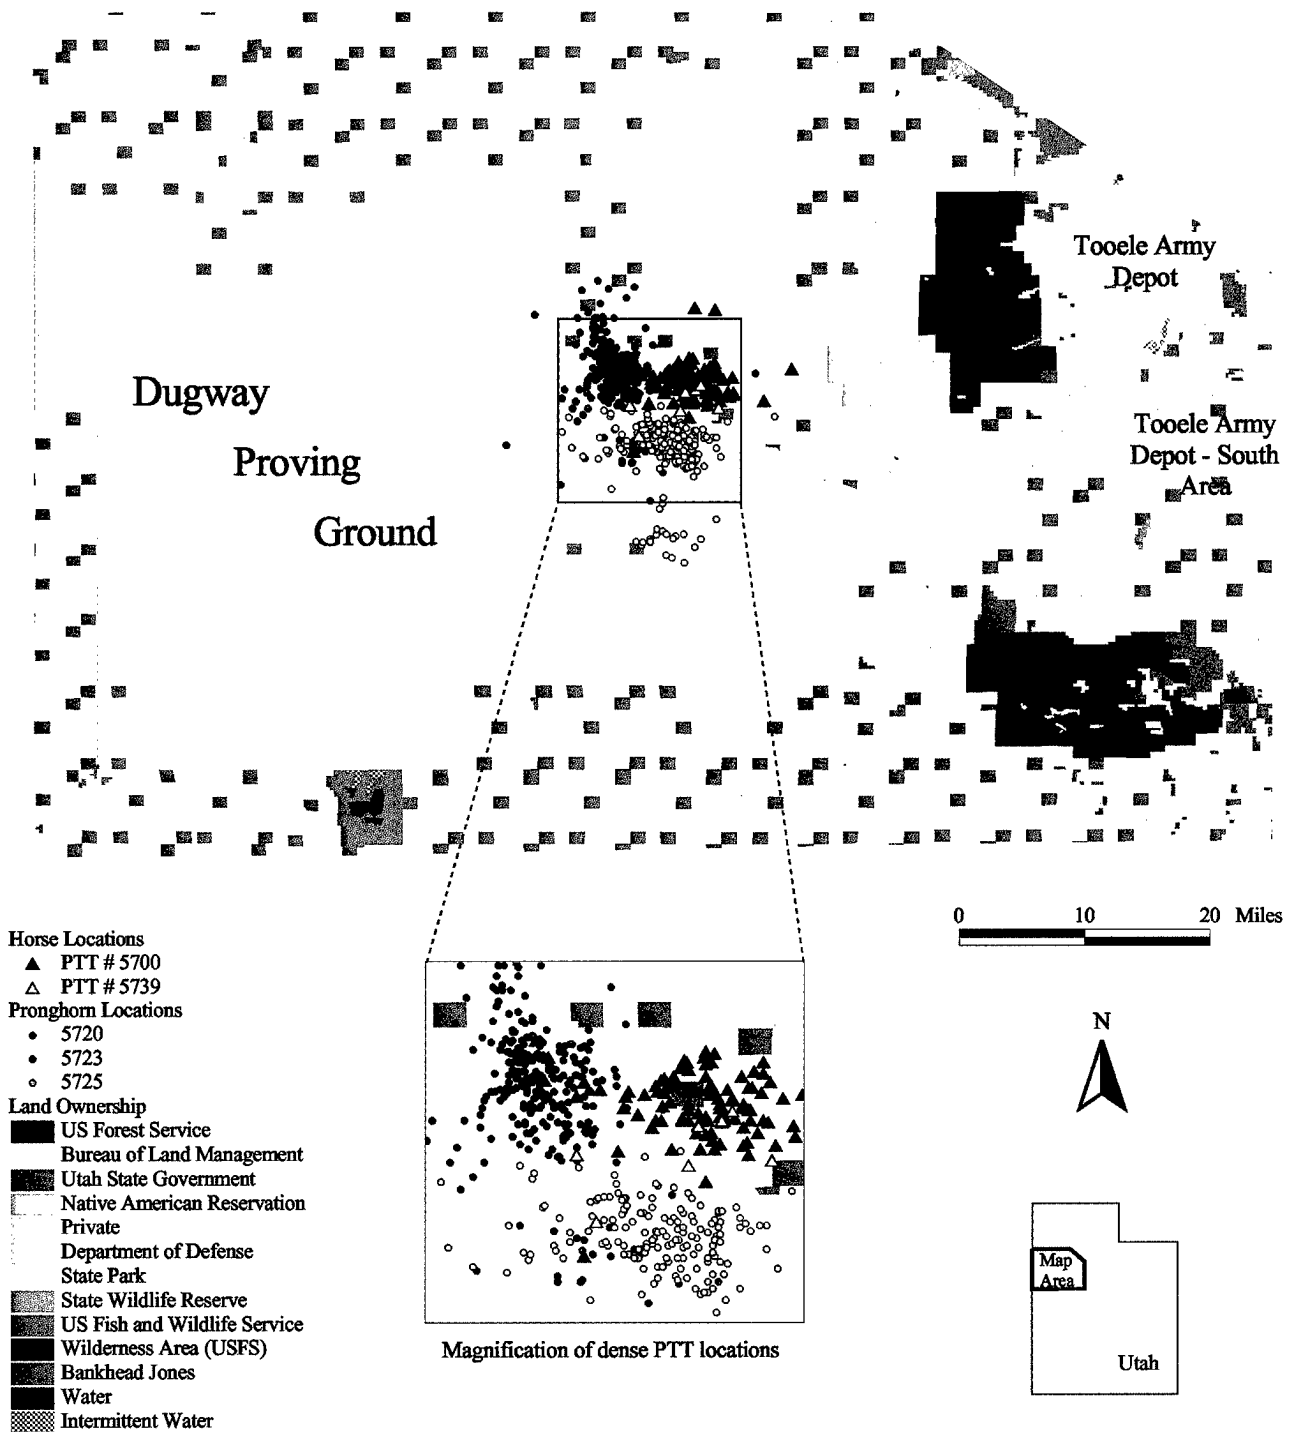 Tooele Army
Depot
Dugway
Proving
Ground
Tooele Army
Depot - South
Area
0 10 20 Miles
Horse Locations
PTT # 5700
PTT # 5739
Pronghorn Locations
5720
5723
5725
Land Ownership
US Forest Service
Bureau of Land Management
Utah State Government
Native American Reservation
Private
Department of Defense
State Park
State Wildlife Reserve
US Fish and Wildlife Service
Wilderness Area (USFS)
Bankhead Jones
Water
Intermittent Water
Magnification of dense PTT locations
N
Map
Area
Utah